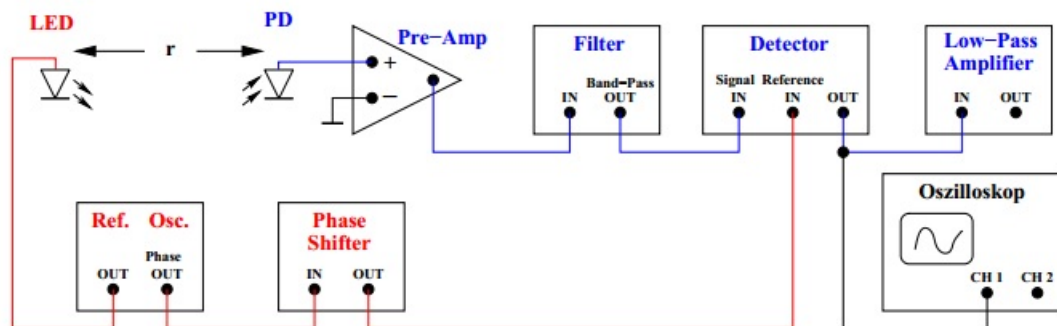 LED
r
PD
Pre-Amp
+
−
Filter
Band-Pass
IN OUT
Detector
Signal Reference
IN IN OUT
Low-Pass
Amplifier
IN OUT
Ref. Osc.
Phase
OUT OUT
Phase
Shifter
IN OUT
Oszilloskop
CH 1 CH 2